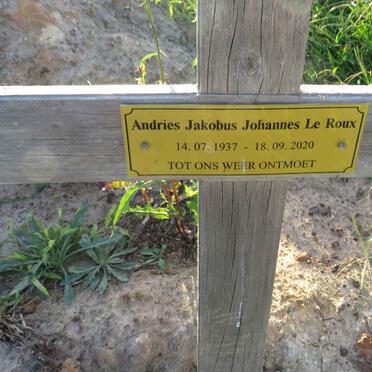 Andries Jakobus Johannes Le Roux
14.07.1937 - 18.09.2020
TOT ONS WEER ONTMOET